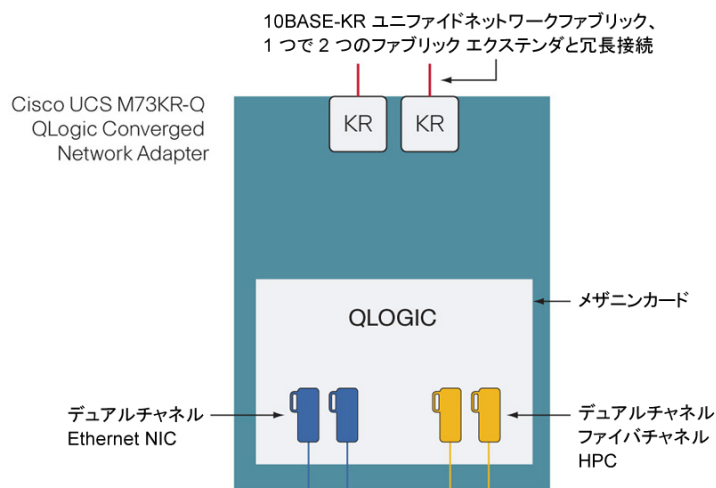 10BASE-KR ユニファイドネットワークファブリック、
1 つで 2 つのファブリック エクステンダと冗長接続
Cisco UCS M73KR-Q
QLogic Converged
Network Adapter
KR
KR
メザニンカード
QLOGIC
デュアルチャネル
Ethernet NIC
デュアルチャネル
ファイバチャネル
HPC